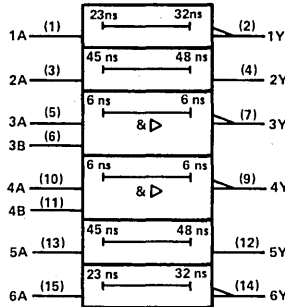 23ns 32ns
1A (1) (2) 1Y
45 ns 48 ns
2A (3) (4) 2Y
6 ns 6 ns
3A (5) & (7) 3Y
3B (6)
6 ns 6 ns
4A (10) & (9) 4Y
4B (11)
45 ns 48 ns
5A (13) (12) 5Y
23 ns 32 ns
6A (15) (14) 6Y